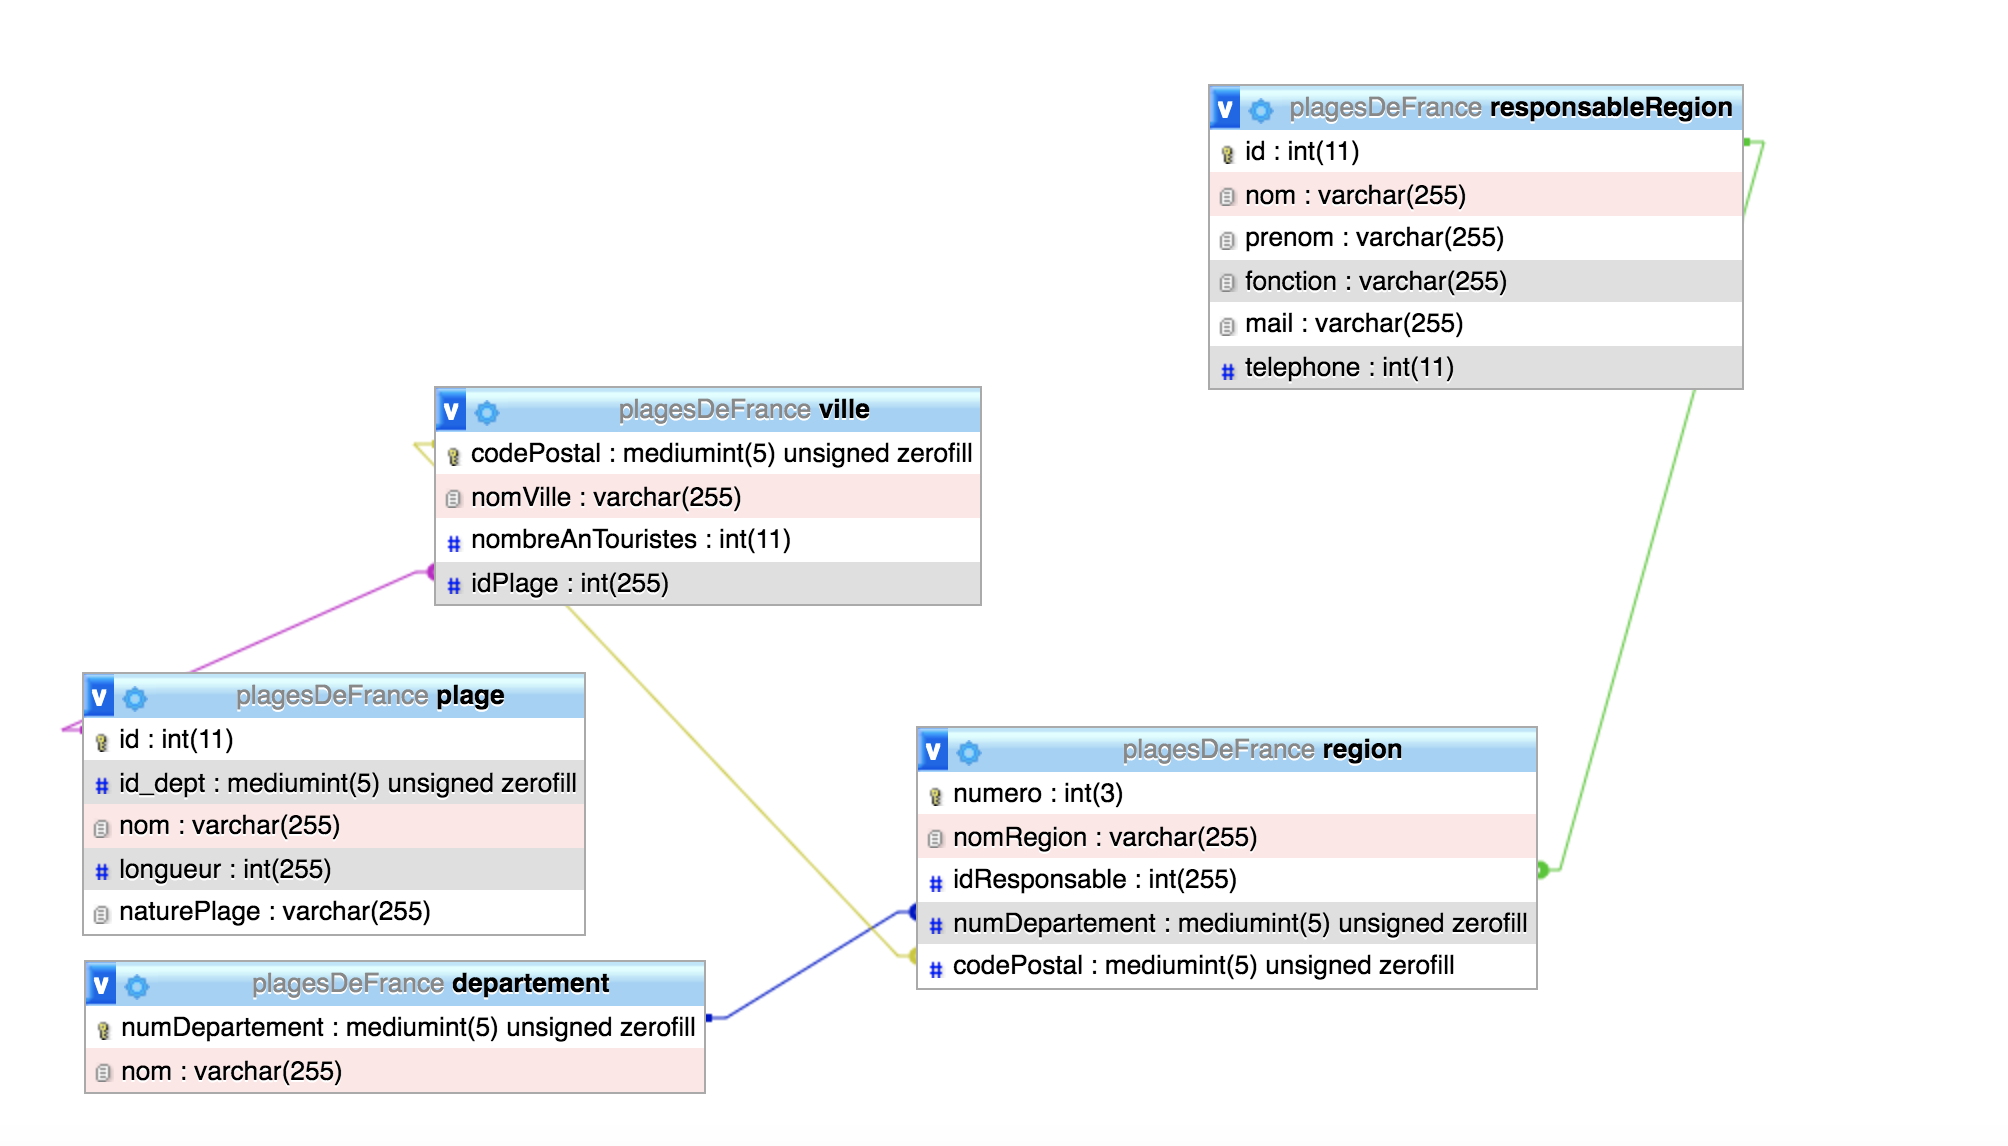 v plagesDeFrance responsableRegion
id : int(11)
nom : varchar(255)
prenom : varchar(255)
fonction : varchar(255)
mail : varchar(255)
# telephone : int(11)
v plagesDeFrance ville
codePostal : mediumint(5) unsigned zerofill
nomVille : varchar(255)
# nombreAnTouristes : int(11)
# idPlage : int(255)
v plagesDeFrance plage
id : int(11)
# id_dept : mediumint(5) unsigned zerofill
nom : varchar(255)
# longueur : int(255)
naturePlage : varchar(255)
v plagesDeFrance region
numero : int(3)
nomRegion : varchar(255)
# idResponsable : int(255)
# numDepartement : mediumint(5) unsigned zerofill
# codePostal : mediumint(5) unsigned zerofill
v plagesDeFrance departement
numDepartement : mediumint(5) unsigned zerofill
nom : varchar(255)